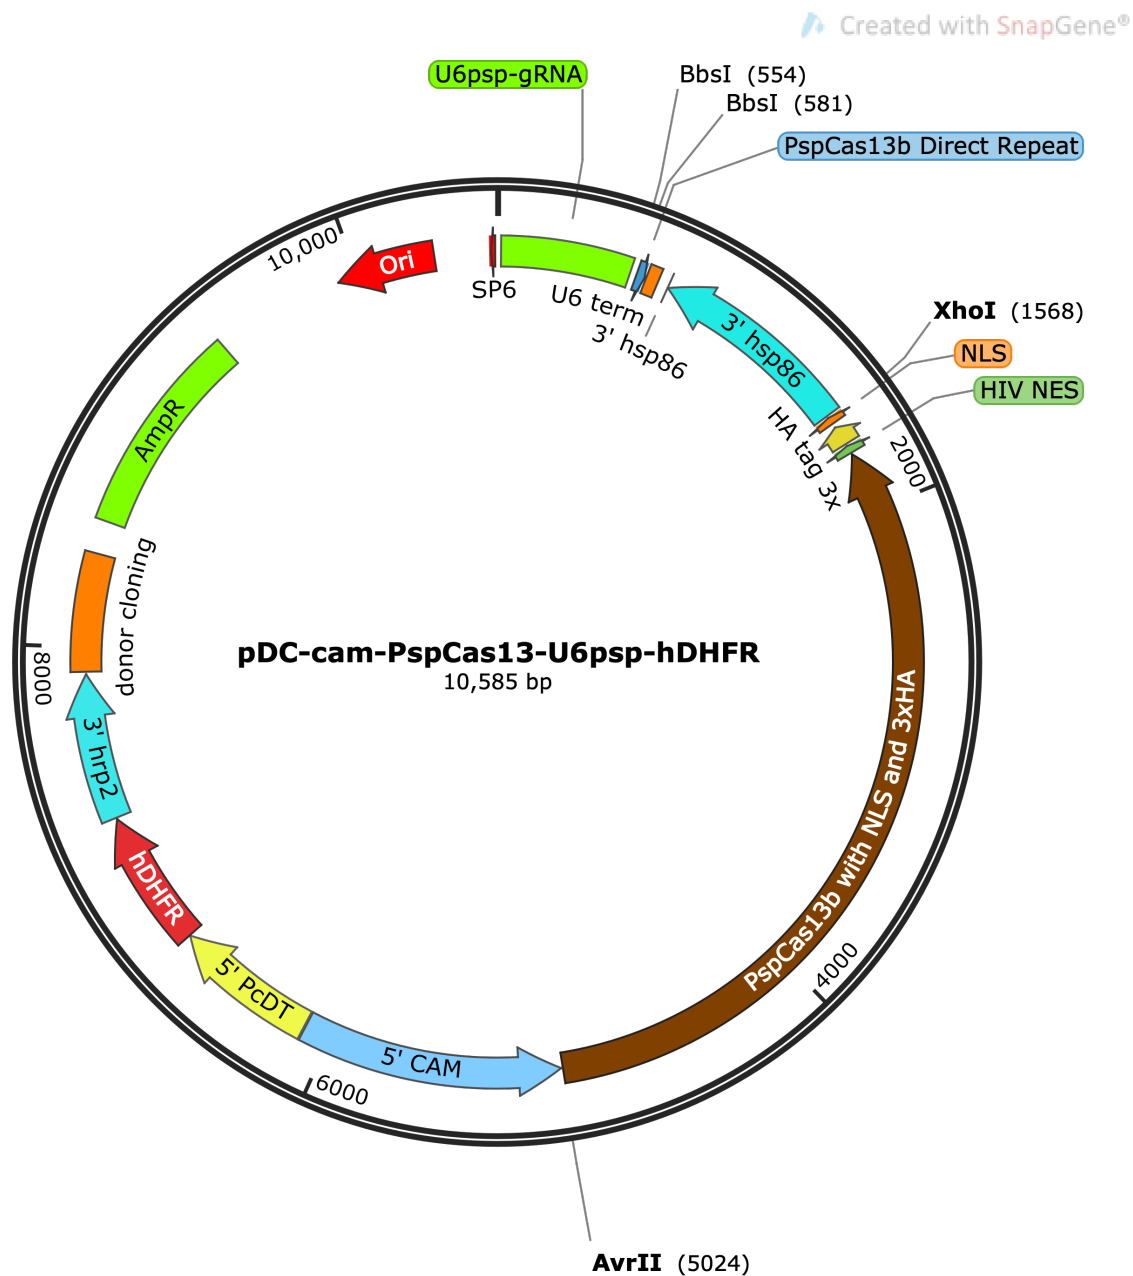 Created with SnapGene®
U6psp-gRNA
BbsI (554)
BbsI (581)
PspCas13b Direct Repeat
10,000
Ori
SP6
U6 term
3' hsp86
3' hsp86
XhoI (1568)
NLS
HIV NES
HA tag 3x
2000
AmpR
donor cloning
8000
pDC-cam-PspCas13-U6psp-hDHFR
10,585 bp
PspCas13b with NLS and 3xHA
3' hrp2
hDHFR
5' PcDT
5' CAM
4000
6000
AvrII (5024)